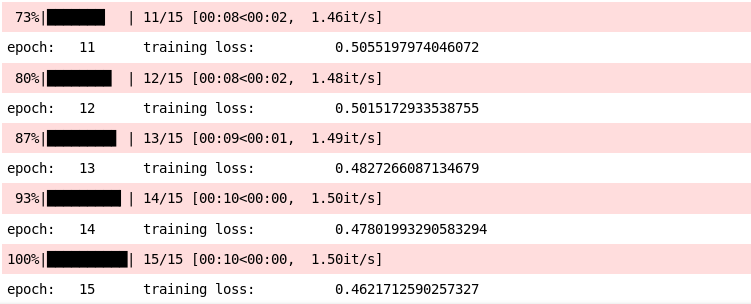 73%|███████   | 11/15 [00:08<00:02,  1.46it/s]
epoch:   11      training loss:          0.5055197974046072
80%|████████  | 12/15 [00:08<00:02,  1.48it/s]
epoch:   12      training loss:          0.5015172933538755
87%|████████▋ | 13/15 [00:09<00:01,  1.49it/s]
epoch:   13      training loss:          0.4827266087134679
93%|█████████▎| 14/15 [00:10<00:00,  1.50it/s]
epoch:   14      training loss:          0.47801993290583294
100%|██████████| 15/15 [00:10<00:00,  1.50it/s]
epoch:   15      training loss:          0.4621712590257327